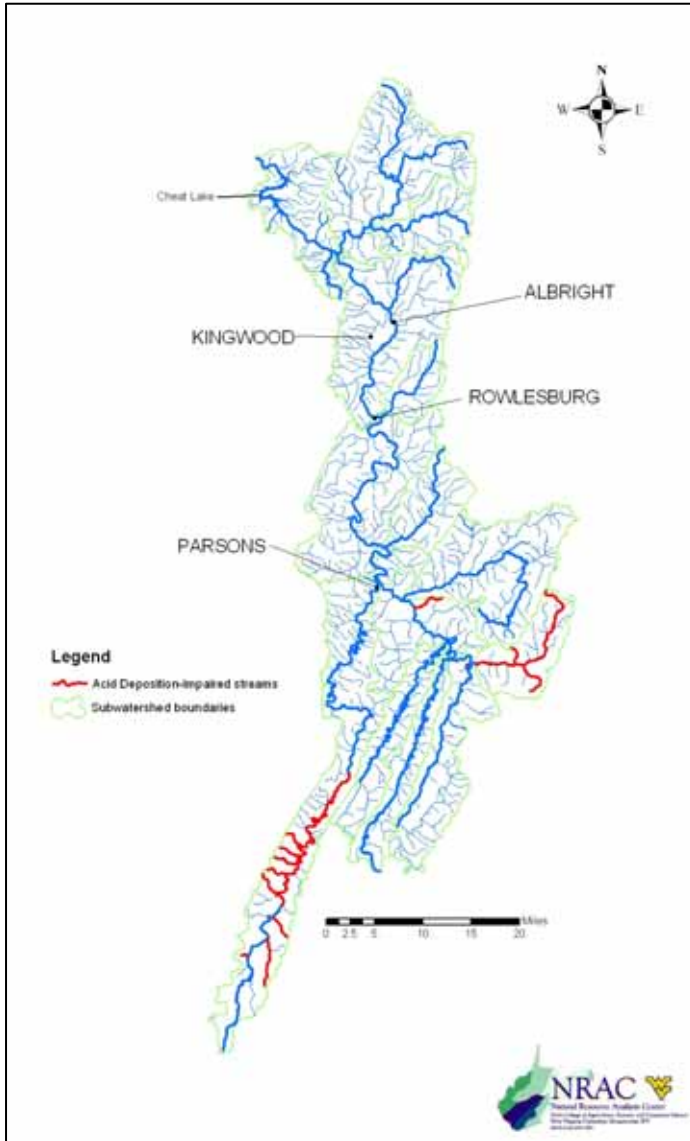 N
W E
S
Cheat Lake
ALBRIGHT
KINGWOOD
ROWLESBURG
PARSONS
Legend
Acid Deposition-Impaired streams
Subwatershed boundaries
Miles
0 2.5 5 10 15 20
NRAC
Natural Resource Analysis Center